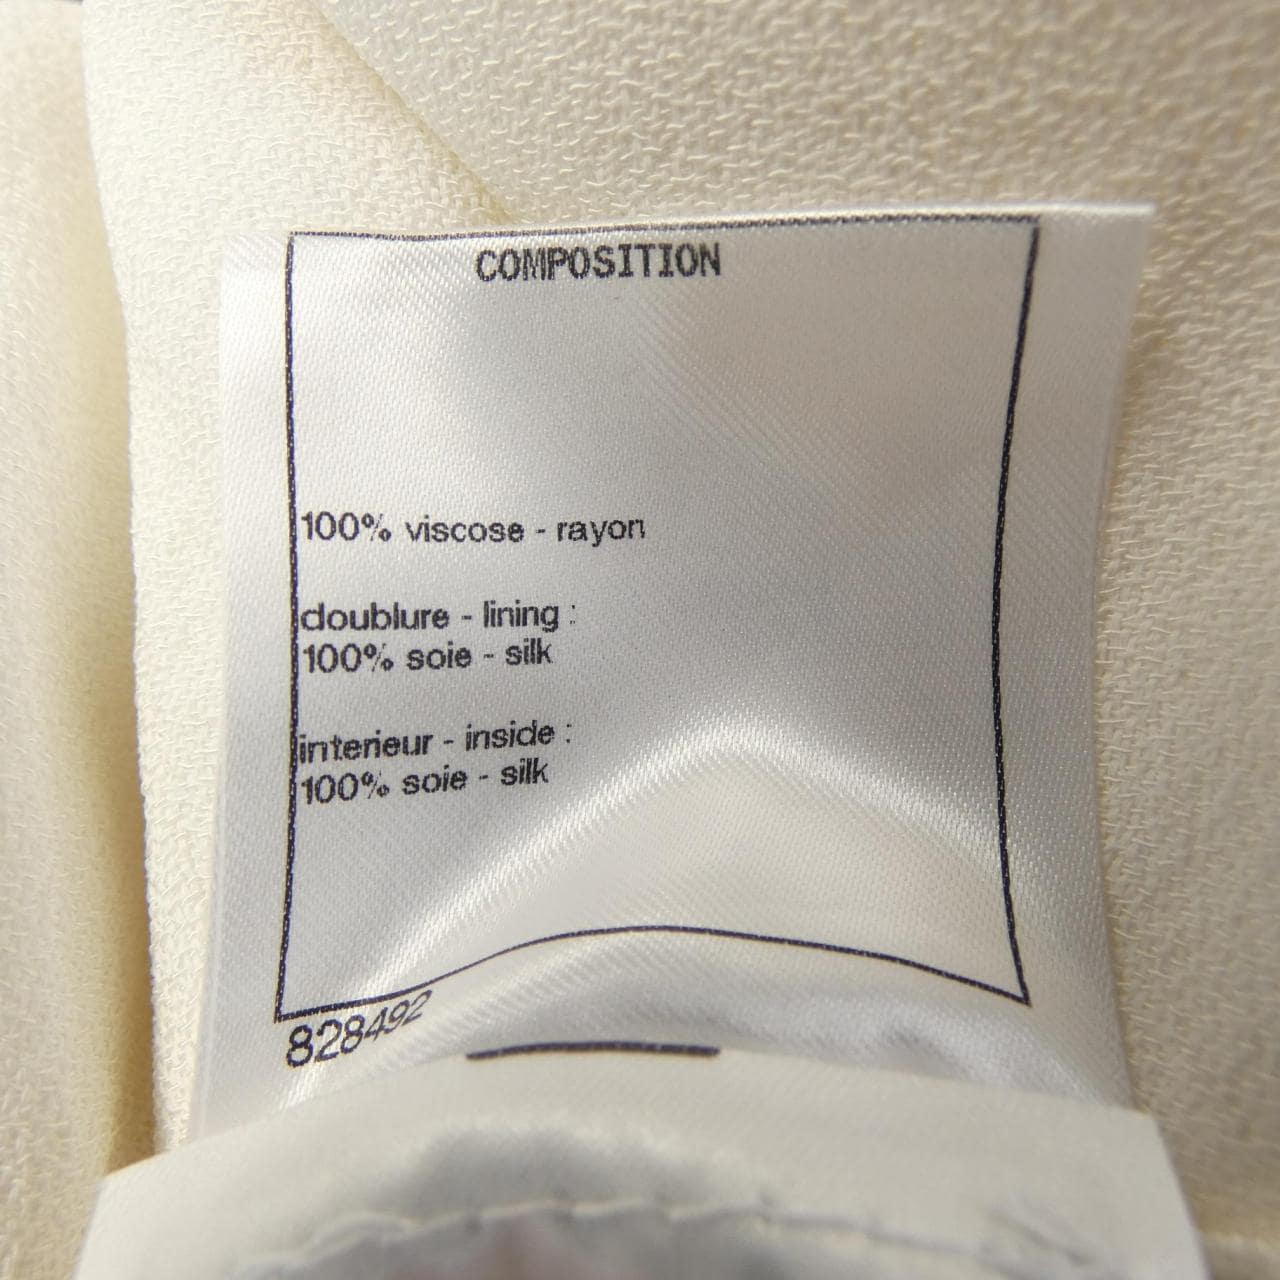 COMPOSITION
100% viscose - rayon
doublure - lining :
100% soie - silk
interieur - inside :
100% soie - silk
828492